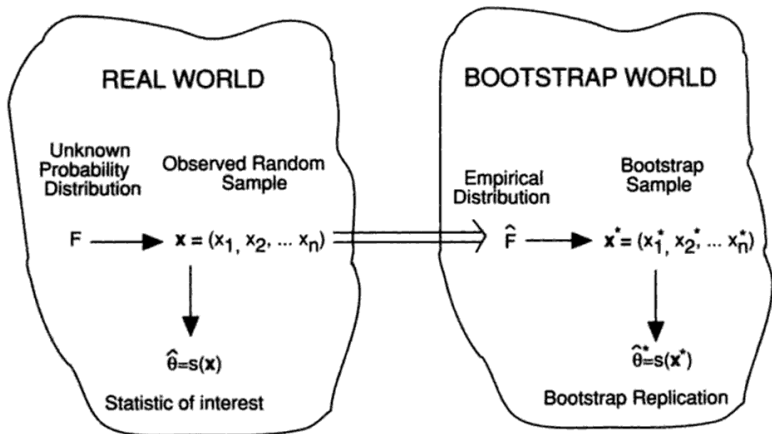 REAL WORLD
Unknown
Probability
Distribution
Observed Random
Sample
F
x = (x₁, x₂, ... xₙ)
θ̂=s(x)
Statistic of interest
BOOTSTRAP WORLD
Empirical
Distribution
Bootstrap
Sample
F̂
x*= (x₁*, x₂*, ... xₙ*)
θ̂*=s(x*)
Bootstrap Replication